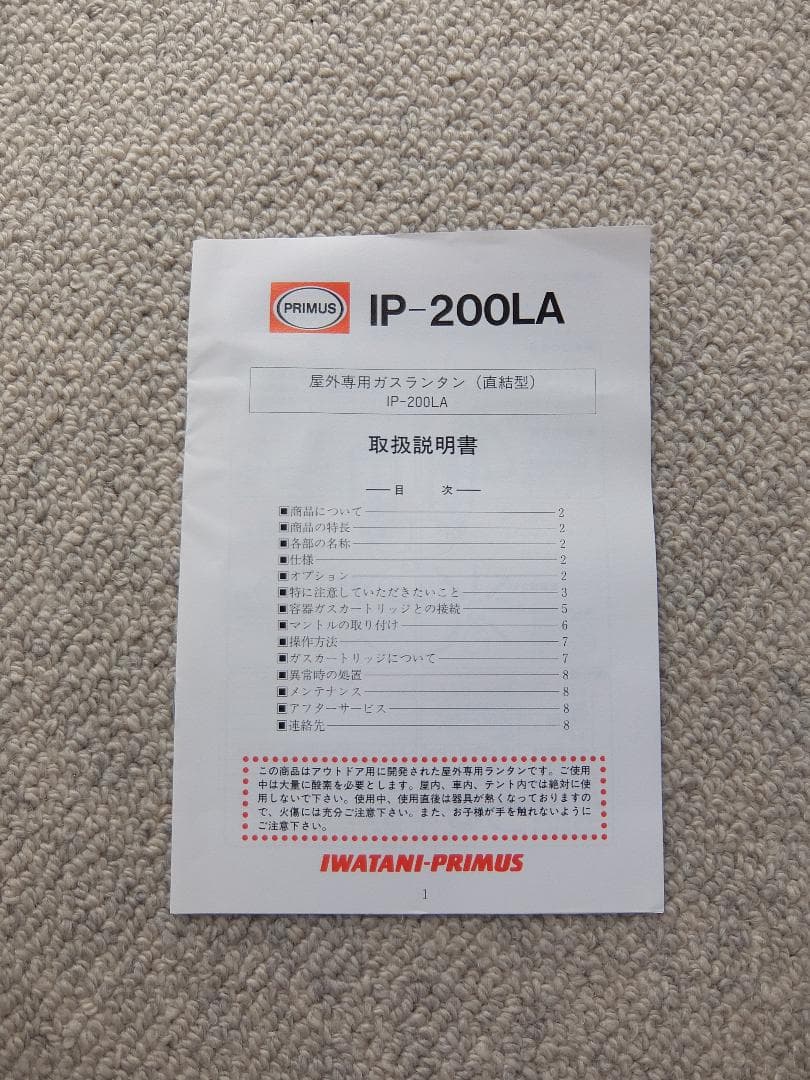 PRIMUS IP-200LA
屋外専用ガスランタン（直結型）
IP-200LA
取扱説明書
―― 目　次 ――
■商品について――2
■商品の特長――2
■各部の名称――2
■仕様――2
■オプション――2
■特に注意していただきたいこと――3
■容器ガスカートリッジとの接続――5
■マントルの取り付け――6
■操作方法――7
■ガスカートリッジについて――7
■異常時の処置――8
■メンテナンス――8
■アフターサービス――8
■連絡先――8
この商品はアウトドア用に開発された屋外専用ランタンです。ご使用
中は大量に酸素を必要とします。屋内、車内、テント内では絶対に使
用しないで下さい。使用中、使用直後は器具が熱くなっておりますの
で、火傷には充分ご注意下さい。また、お子様が手を触れないように
ご注意下さい。
IWATANI-PRIMUS
1